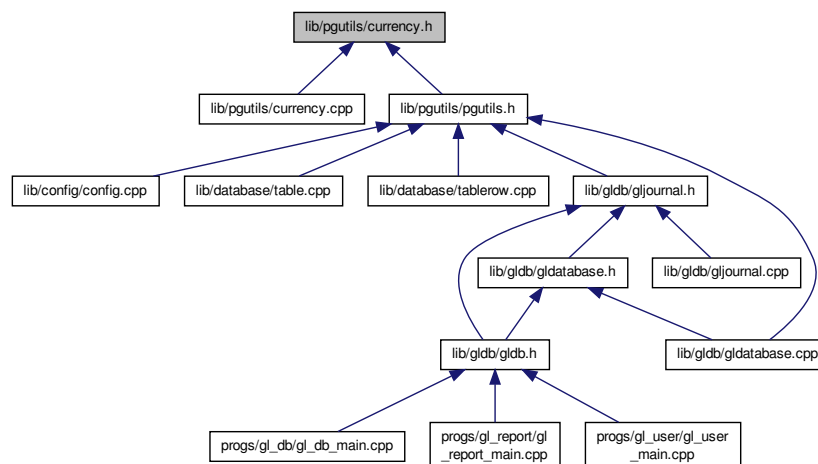 lib/pgutils/currency.h
lib/pgutils/currency.cpp
lib/pgutils/pgutils.h
lib/config/config.cpp
lib/database/table.cpp
lib/database/tablerow.cpp
lib/gldb/gljournal.h
lib/gldb/gldatabase.h
lib/gldb/gljournal.cpp
lib/gldb/gldb.h
lib/gldb/gldatabase.cpp
progs/gl_db/gl_db_main.cpp
progs/gl_report/gl
_report_main.cpp
progs/gl_user/gl_user
_main.cpp